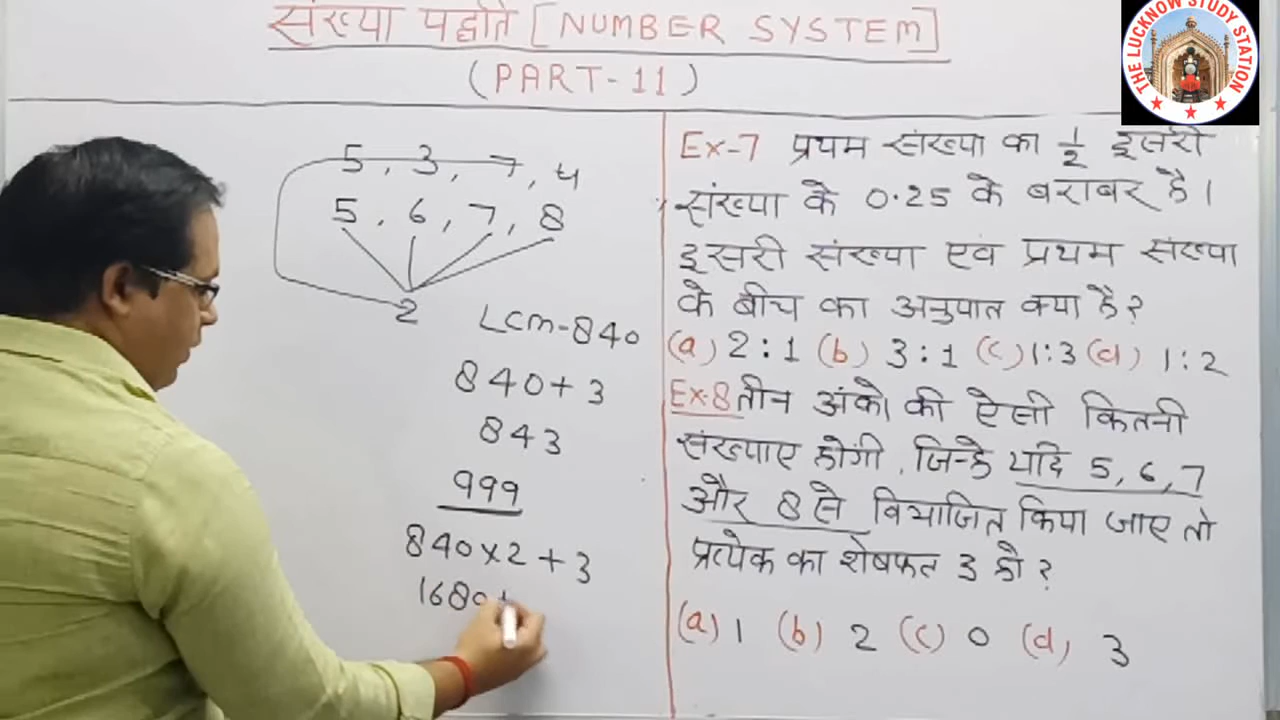 संख्या पद्धति [NUMBER SYSTEM]
(PART-11)
THE LUCKNOW STUDY STATION
5, 3, 7, 4
5, 6, 7, 8
2
Lcm-840
840+3
843
999
840×2+3
1680+
Ex-7 प्रथम संख्या का 1/2 दूसरी
संख्या के 0.25 के बराबर है।
दूसरी संख्या एवं प्रथम संख्या
के बीच का अनुपात क्या है?
(a) 2:1 (b) 3:1 (c) 1:3 (d) 1:2
Ex-8 तीन अंको की ऐसी कितनी
संख्याए होगी, जिन्हे यदि 5, 6, 7
और 8 से विभाजित किया जाए तो
प्रत्येक का शेषफल 3 हो?
(a) 1 (b) 2 (c) 0 (d) 3